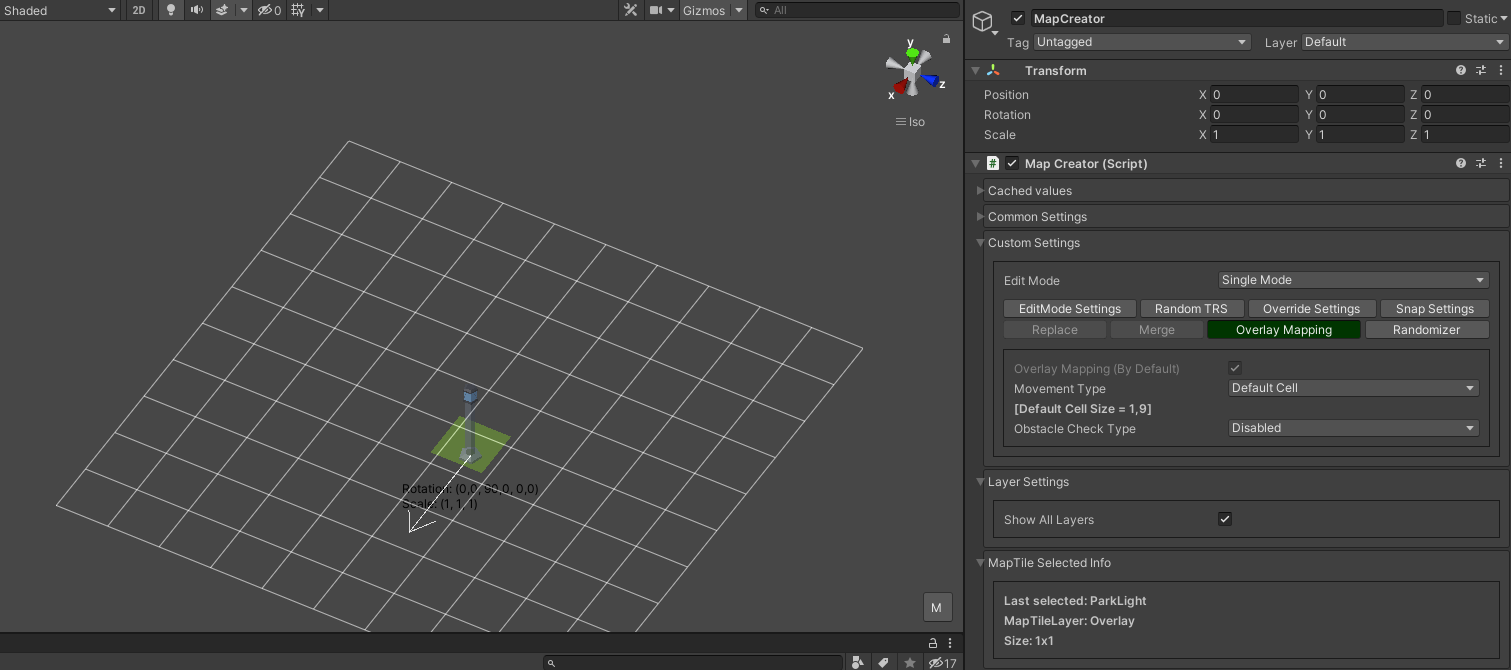 Shaded
2D
0
Gizmos
All
y
x
z
Iso
Rotation: (0,0, 90,0, 0,0)
Scale: (1, 1, 1)
M
17
MapCreator
Static
Tag Untagged Layer Default
Transform
Position X 0 Y 0 Z 0
Rotation X 0 Y 0 Z 0
Scale X 1 Y 1 Z 1
# Map Creator (Script)
Cached values
Common Settings
Custom Settings
Edit Mode Single Mode
EditMode Settings Random TRS Override Settings Snap Settings
Replace Merge Overlay Mapping Randomizer
Overlay Mapping (By Default)
Movement Type Default Cell
[Default Cell Size = 1,9]
Obstacle Check Type Disabled
Layer Settings
Show All Layers
MapTile Selected Info
Last selected: ParkLight
MapTileLayer: Overlay
Size: 1x1